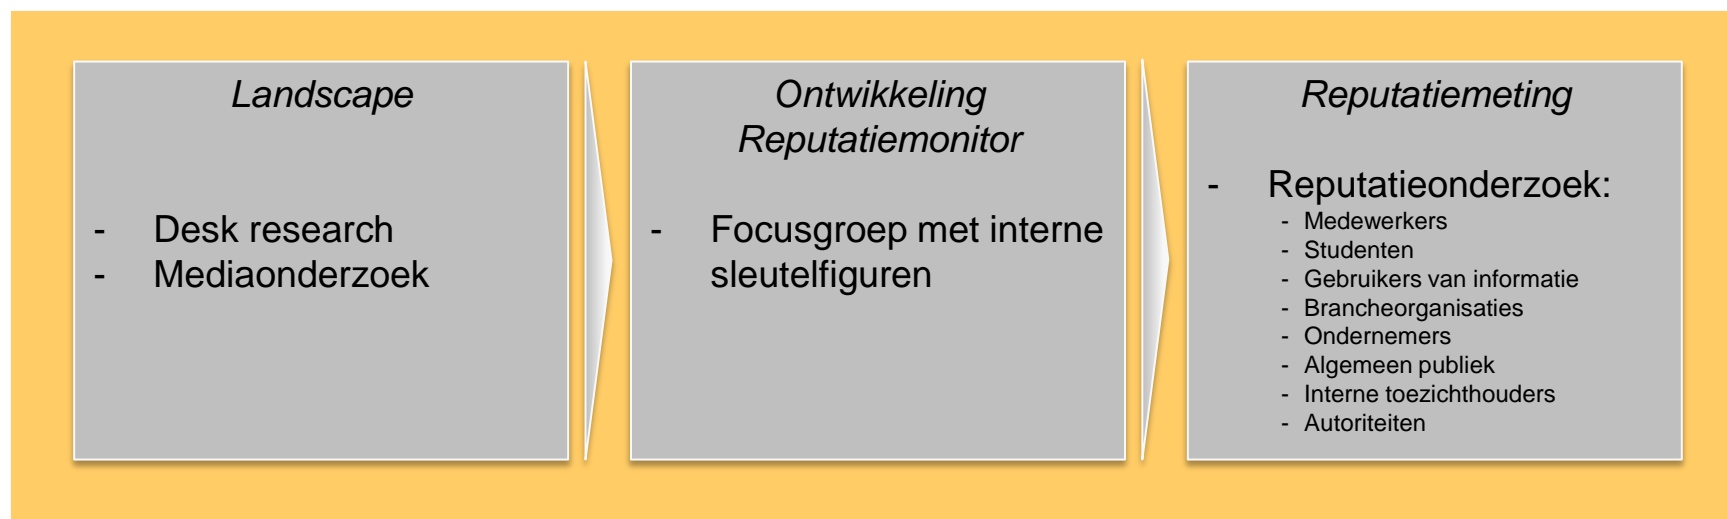 Landscape
- Desk research
- Mediaonderzoek
Ontwikkeling
Reputatiemonitor
- Focusgroep met interne
sleutelfiguren
Reputatiemeting
- Reputatieonderzoek:
- Medewerkers
- Studenten
- Gebruikers van informatie
- Brancheorganisaties
- Ondernemers
- Algemeen publiek
- Interne toezichthouders
- Autoriteiten